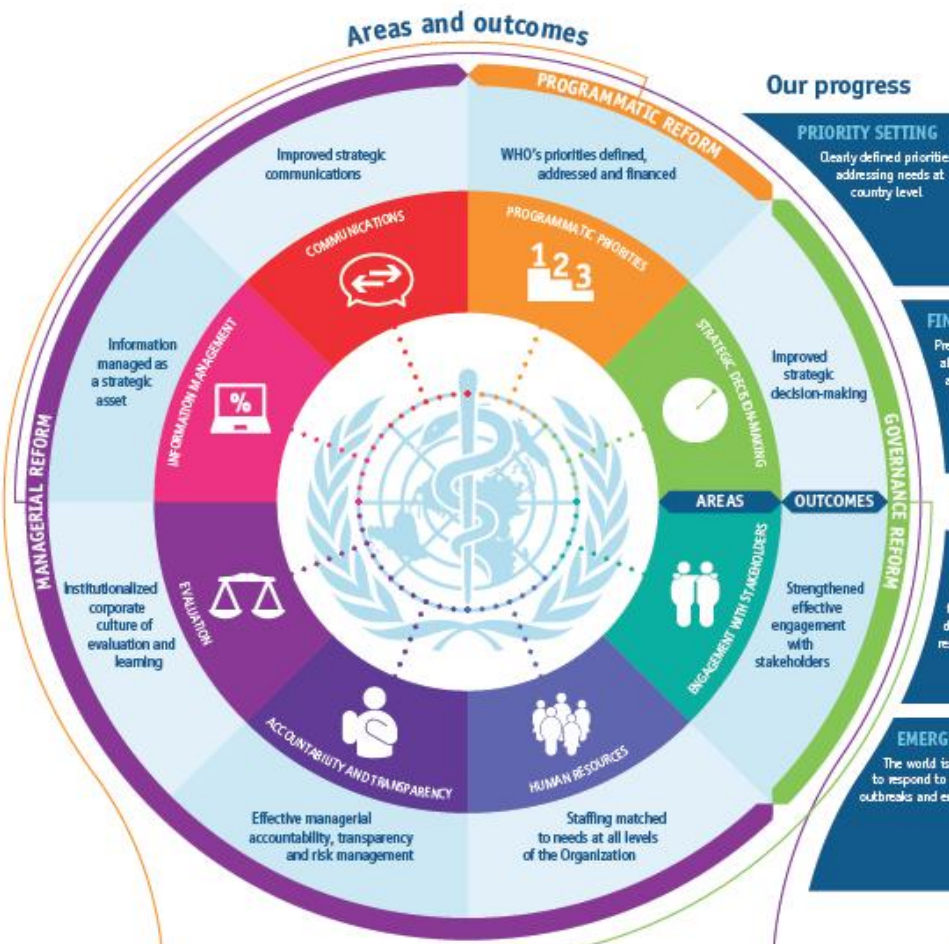 Areas and outcomes
PROGRAMMATIC REFORM
Our progress
PRIORITY SETTING
Clearly defined
addressing needs at
country level
Improved strategic
communications
WHO's priorities defined,
addressed and financed
COMMUNICATIONS
PROGRAMMATIC PRIORITIES
1 2 3
Information
managed as
a strategic
asset
INFORMATION MANAGEMENT
%
STRATEGIC DECISION-MAKING
Improved
strategic
decision-making
MANAGERIAL REFORM
GOVERNANCE REFORM
AREAS
OUTCOMES
Institutionalized
corporate
culture of
evaluation and
learning
EVALUATION
ENGAGEMENT WITH STAKEHOLDERS
Strengthened
effective
engagement
with
stakeholders
ACCOUNTABILITY AND TRANSPARENCY
HUMAN RESOURCES
Effective managerial
accountability, transparency
and risk management
Staffing matched
to needs at all levels
of the Organization
The world is
to respond to
outbreaks and